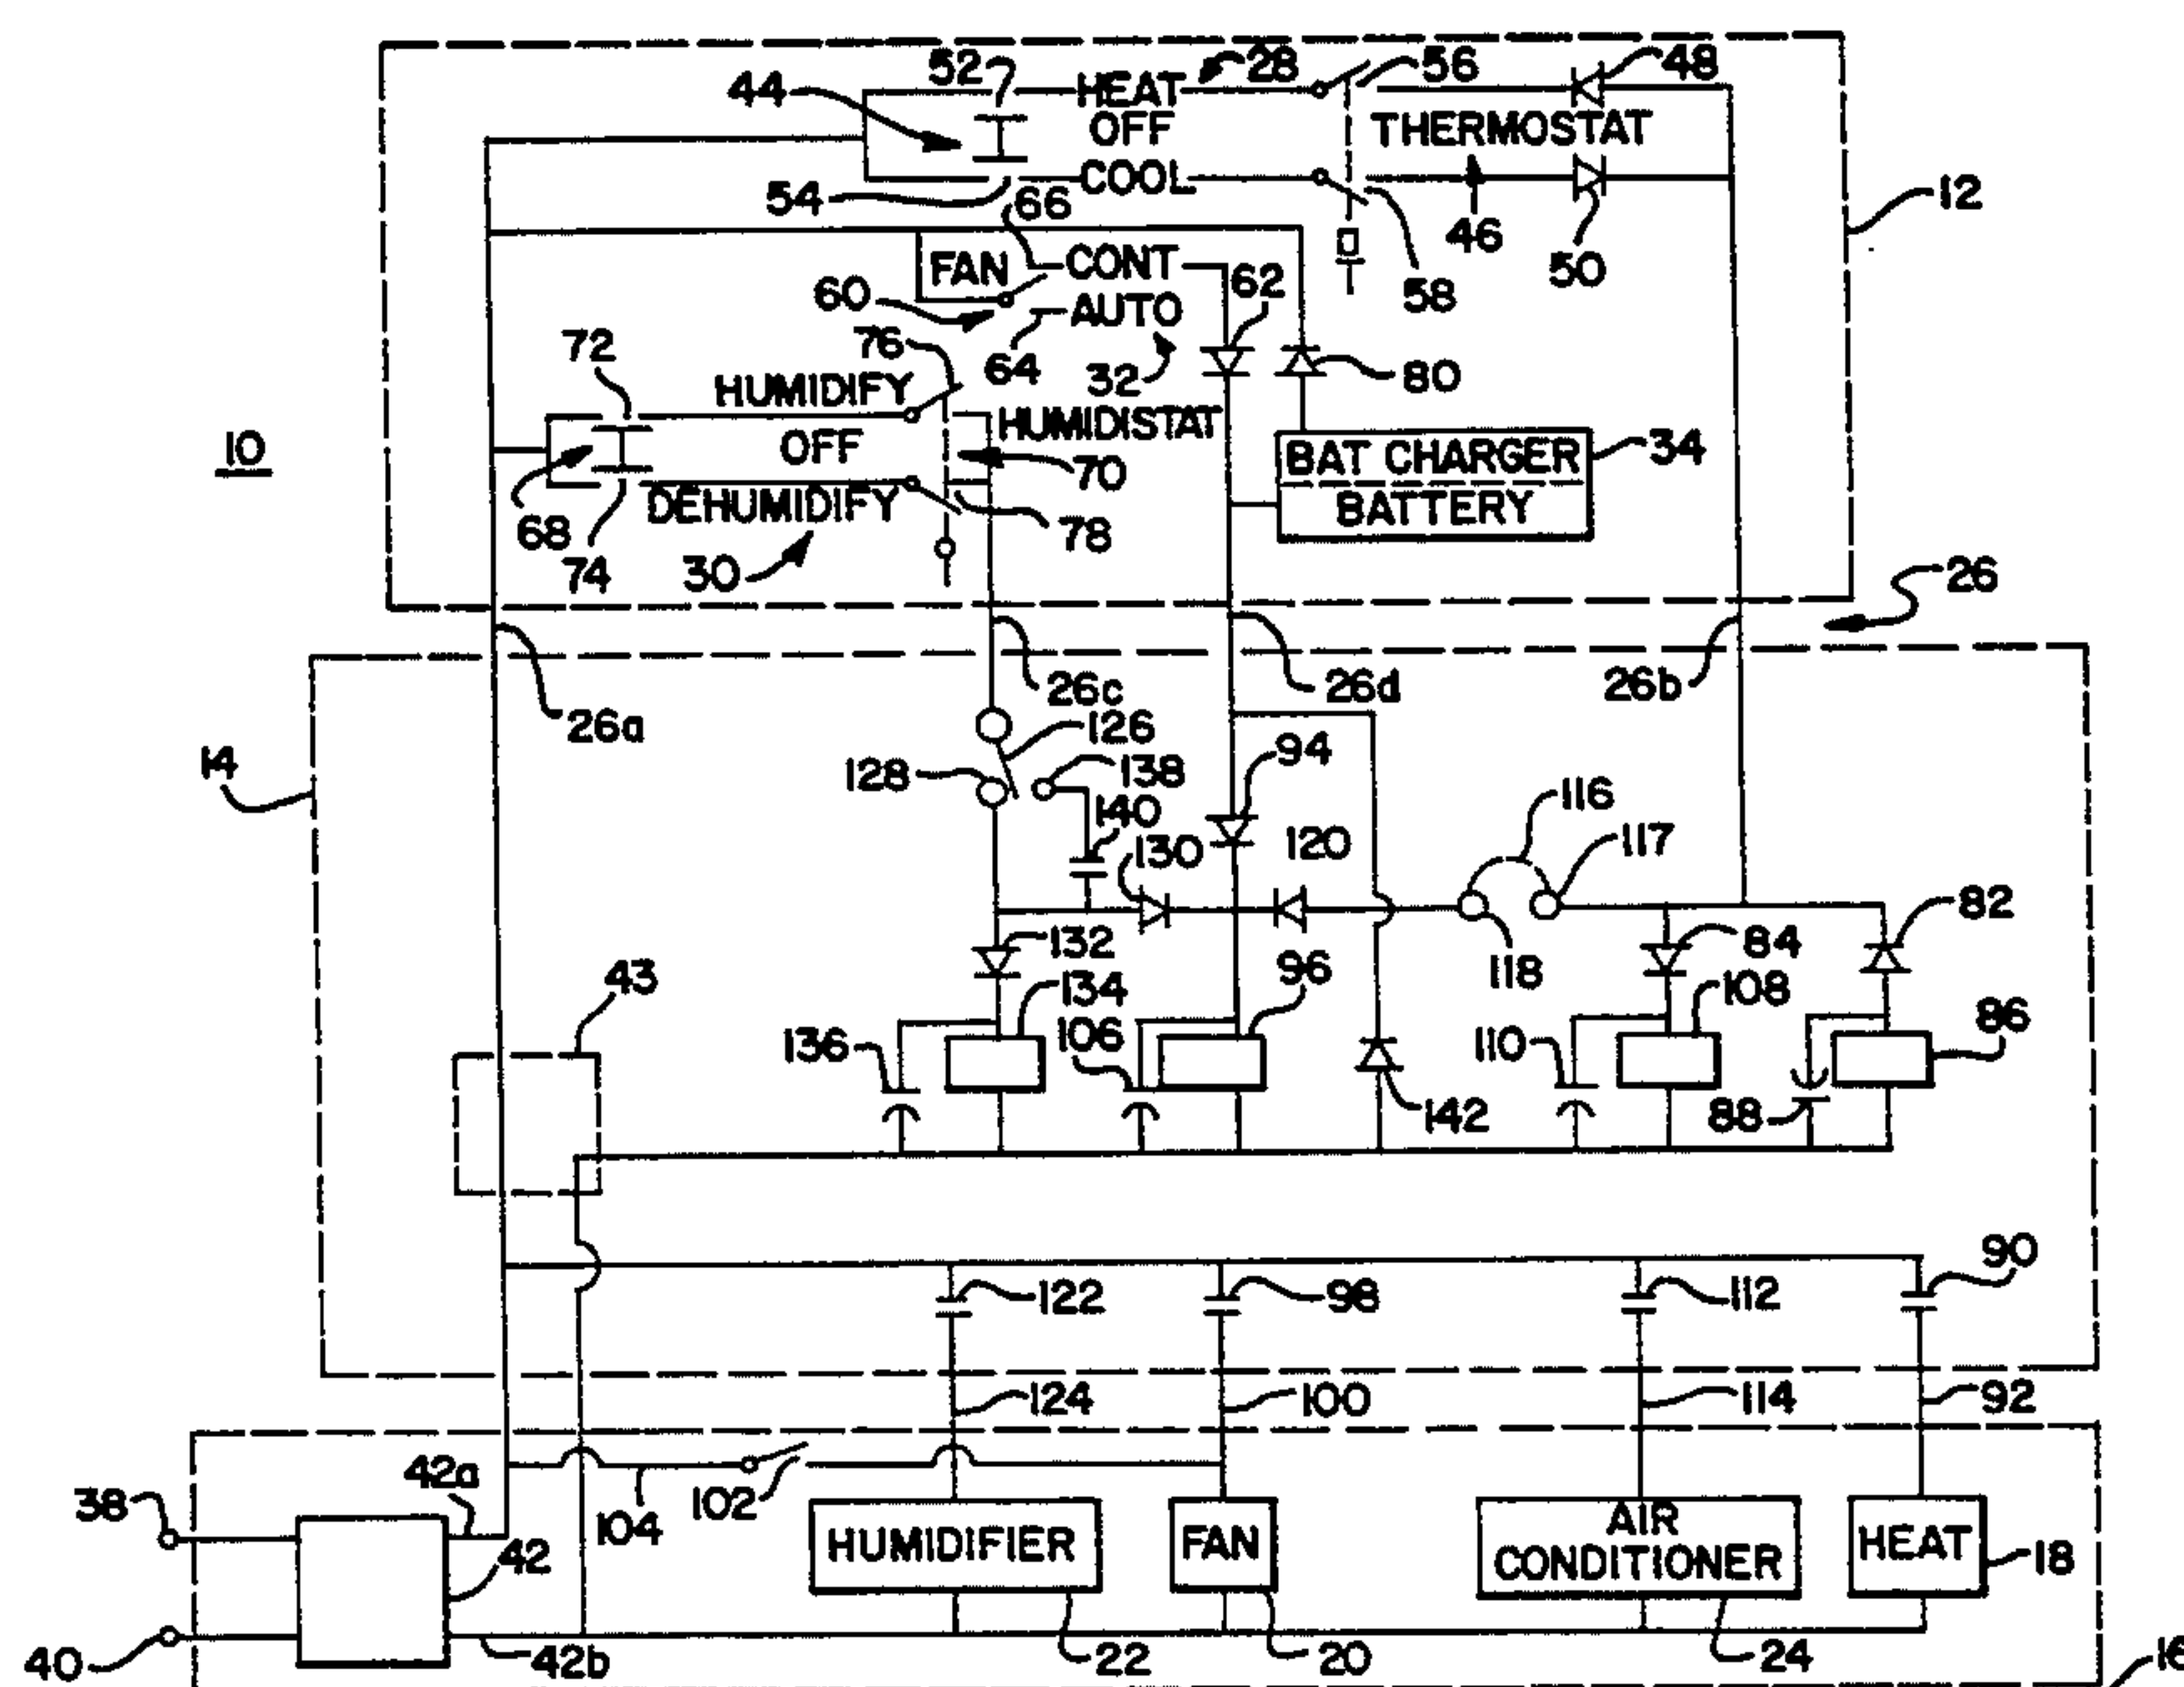 52 28 56 48
44 HEAT
OFF THERMOSTAT
54 COOL 66 46 50 12
FAN CONT 62 58
60 AUTO
72 76 64 32 80
HUMIDIFY
HUMIDISTAT
10 OFF 70 BAT CHARGER 34
68 DEHUMIDIFY 78 BATTERY
74 30 26
26a 26c 26d 26b
14 126 94
128 138 116
140 130 120 117
132 84 82
43 134 96 118 108
136 106 110 86
142 88
122 98 112 90
124 100 114 92
38 42a
104 102
42 HUMIDIFIER FAN AIR
CONDITIONER HEAT 18
40 42b 22 20 24 16